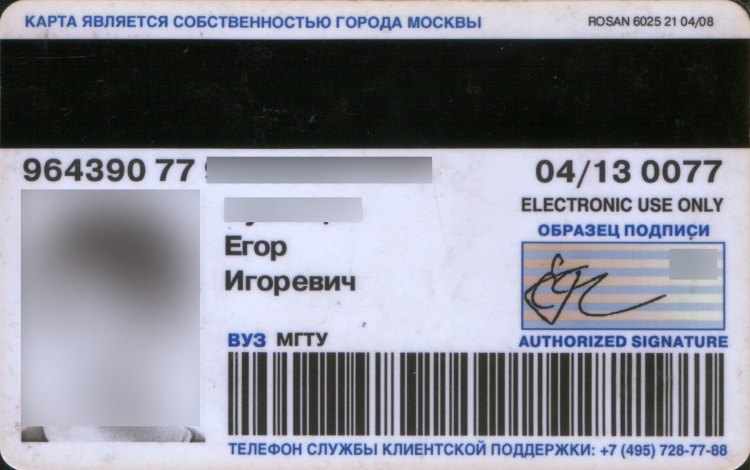 КАРТА ЯВЛЯЕТСЯ СОБСТВЕННОСТЬЮ ГОРОДА МОСКВЫ
ROSAN 6025 21 04/08
964390 77
04/13 0077
ELECTRONIC USE ONLY
ОБРАЗЕЦ ПОДПИСИ
Егор
Игоревич
ВУЗ МГТУ
AUTHORIZED SIGNATURE
ТЕЛЕФОН СЛУЖБЫ КЛИЕНТСКОЙ ПОДДЕРЖКИ: +7 (495) 728-77-88